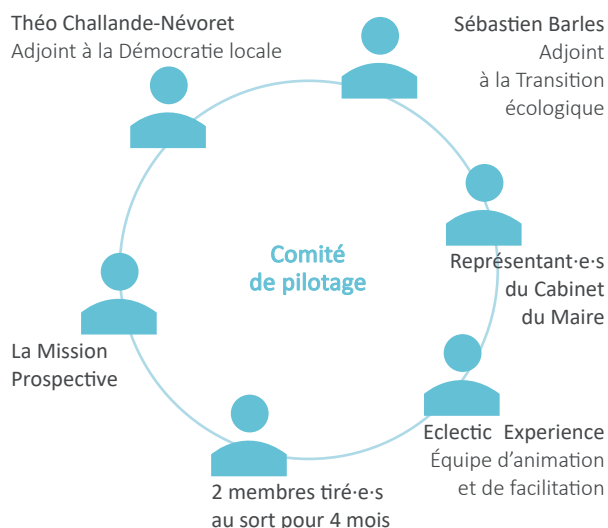 Théo Challande-Névoret
Adjoint à la Démocratie locale
Sébastien Barles
Adjoint
à la Transition
écologique
Comité
de pilotage
Représentant·e·s
du Cabinet
du Maire
La Mission
Prospective
Eclectic Experience
Équipe d’animation
et de facilitation
2 membres tiré·e·s
au sort pour 4 mois